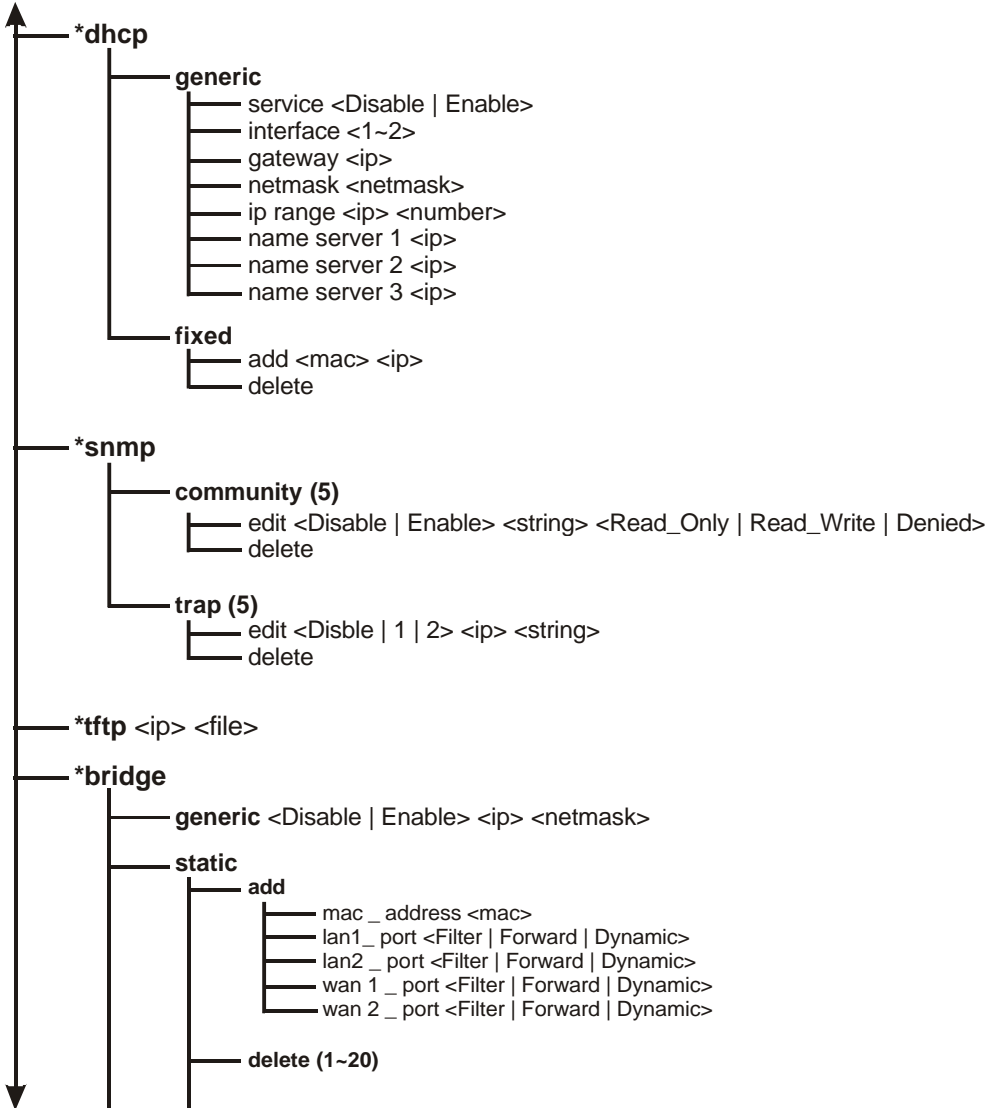 *dhcp
generic
service <Disable | Enable>
interface <1~2>
gateway <ip>
netmask <netmask>
ip range <ip> <number>
name server 1 <ip>
name server 2 <ip>
name server 3 <ip>
fixed
add <mac> <ip>
delete
*snmp
community (5)
edit <Disable | Enable> <string> <Read_Only | Read_Write | Denied>
delete
trap (5)
edit <Disble | 1 | 2> <ip> <string>
delete
*tftp <ip> <file>
*bridge
generic <Disable | Enable> <ip> <netmask>
static
add
mac _ address <mac>
lan1_ port <Filter | Forward | Dynamic>
lan2 _ port <Filter | Forward | Dynamic>
wan 1 _ port <Filter | Forward | Dynamic>
wan 2 _ port <Filter | Forward | Dynamic>
delete (1~20)